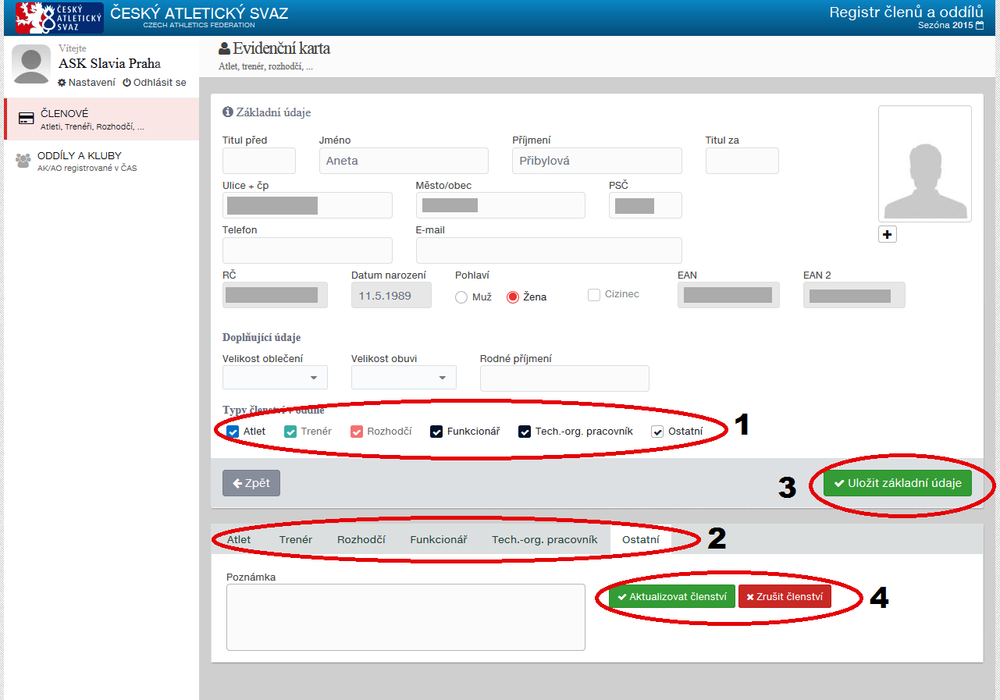 ČESKÝ
ATLETICKÝ
SVAZ
ČESKÝ ATLETICKÝ SVAZ
CZECH ATHLETICS FEDERATION
Registr členů a oddílů
Sezóna 2015
Vítejte
ASK Slavia Praha
Nastavení Odhlásit se
ČLENOVÉ
Atleti, Trenéři, Rozhodčí, ...
ODDÍLY A KLUBY
AK/AO registrované v ČAS
Evidenční karta
Atlet, trenér, rozhodčí, ...
Základní údaje
Titul před Jméno Příjmení Titul za
Aneta Přibylová
Ulice + čp Město/obec PSČ
Telefon E-mail
RČ Datum narození Pohlaví EAN EAN 2
11.5.1989 Muž Žena Cizinec
Doplňující údaje
Velikost oblečení Velikost obuvi Rodné příjmení
Typy členství v oddíle
Atlet Trenér Rozhodčí Funkcionář Tech.-org. pracovník Ostatní 1
Zpět 3 Uložit základní údaje
Atlet Trenér Rozhodčí Funkcionář Tech.-org. pracovník Ostatní 2
Poznámka
Aktualizovat členství Zrušit členství 4